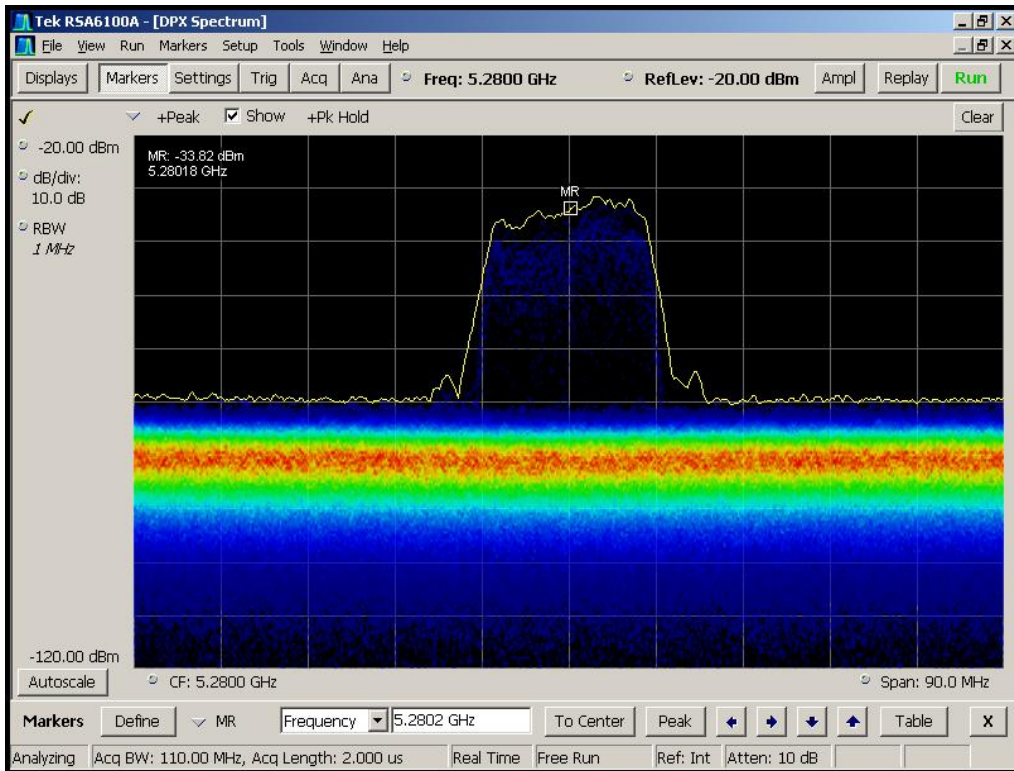 Tek RSA6100A - [DPX Spectrum]
File View Run Markers Setup Tools Window Help
Displays Markers Settings Trig Acq Ana Freq: 5.2800 GHz RefLev: -20.00 dBm Ampl Replay Run
+Peak Show +Pk Hold Clear
-20.00 dBm
dB/div:
10.0 dB
RBW
1 MHz
MR: -33.82 dBm
5.28018 GHz
MR
-120.00 dBm
Autoscale CF: 5.2800 GHz Span: 90.0 MHz
Markers Define MR Frequency 5.2802 GHz To Center Peak Table X
Analyzing Acq BW: 110.00 MHz, Acq Length: 2.000 us Real Time Free Run Ref: Int Atten: 10 dB